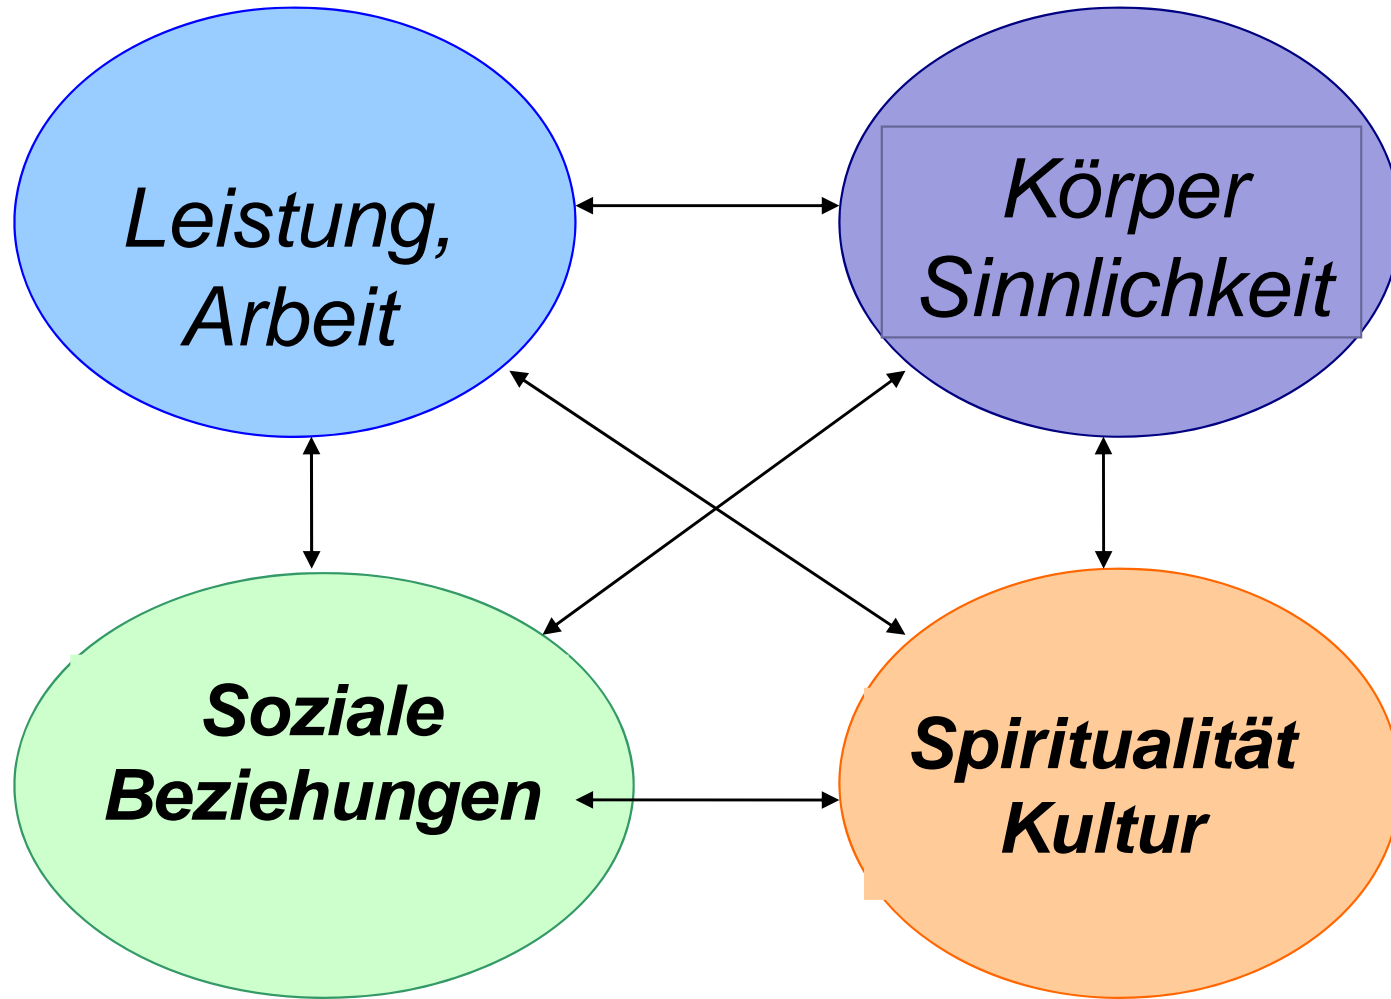 Leistung,
Arbeit
Körper
Sinnlichkeit
Soziale
Beziehungen
Spiritualität
Kultur